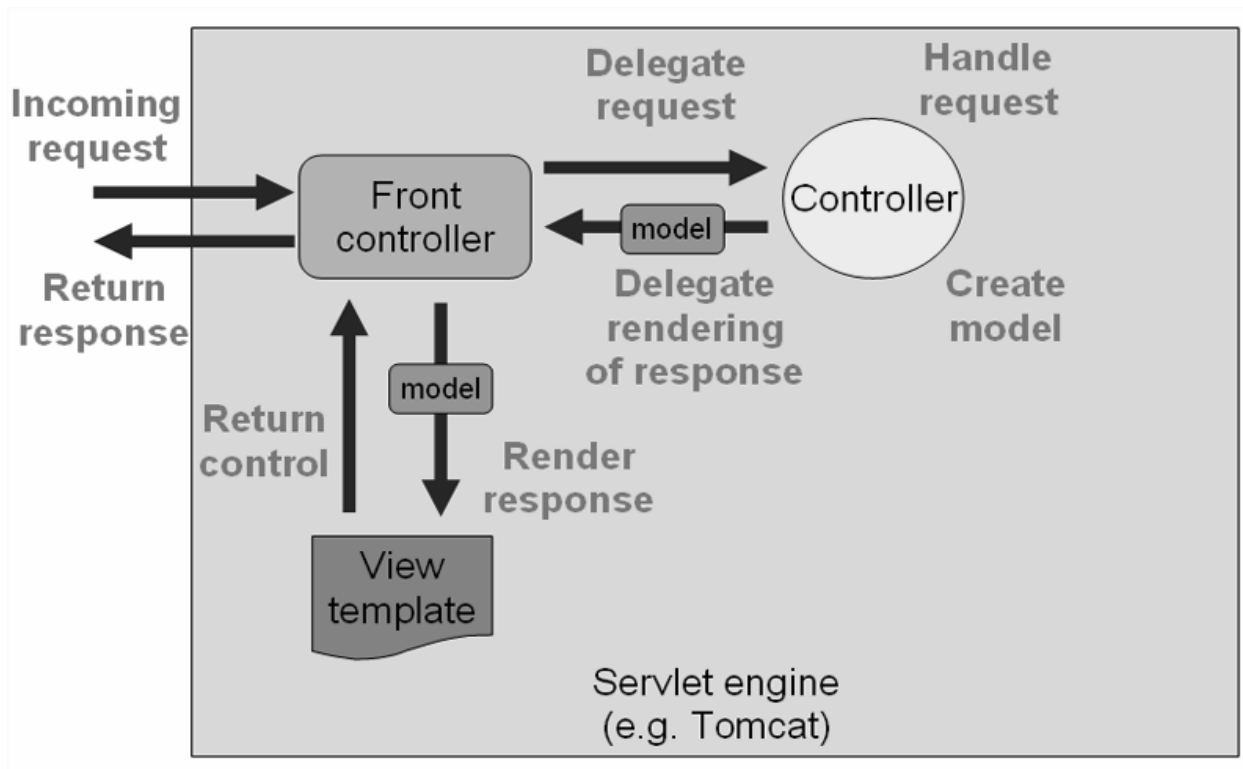 Incoming
request
Return
response
Front
controller
Delegate
request
Handle
request
Controller
model
Delegate
rendering
of response
Create
model
Return
control
model
Render
response
View
template
Servlet engine
(e.g. Tomcat)